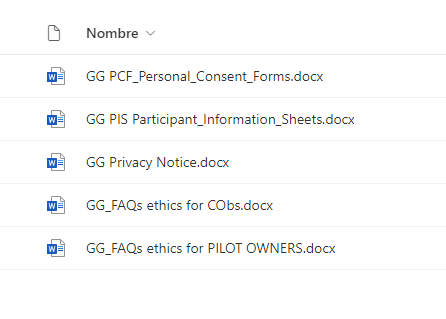 Nombre
GG PCF_Personal_Consent_Forms.docx
GG PIS Participant_Information_Sheets.docx
GG Privacy Notice.docx
GG_FAQs ethics for CObs.docx
GG_FAQs ethics for PILOT OWNERS.docx